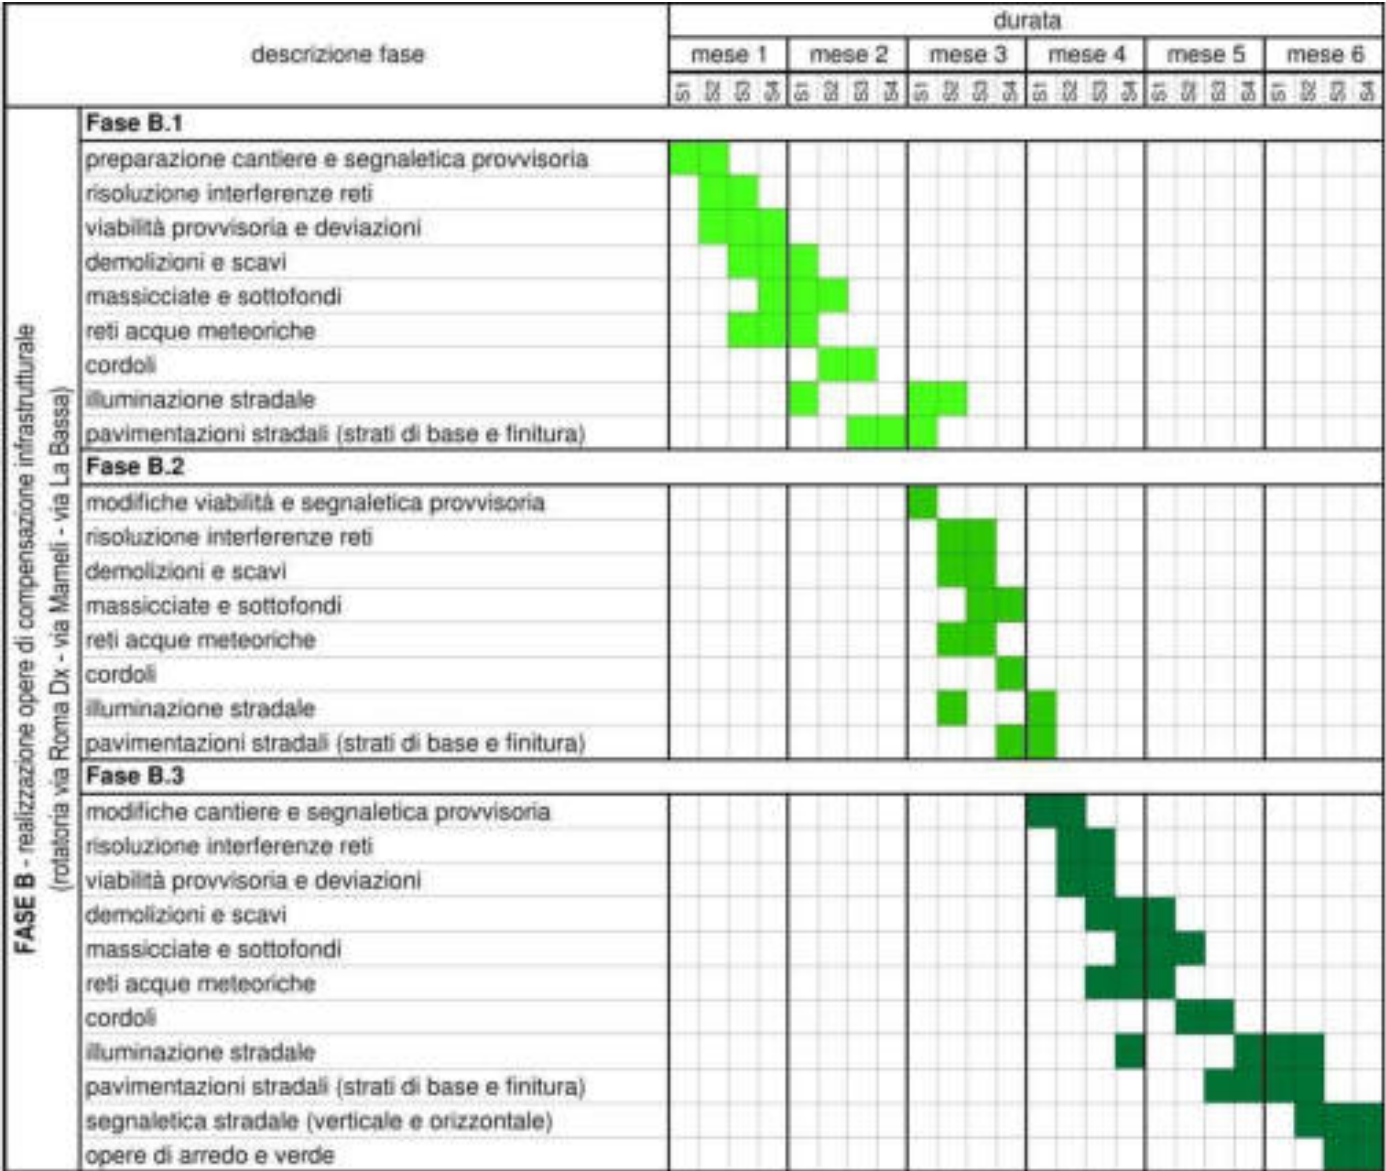 durata
descrizione fase
mese 1 mese 2 mese 3 mese 4 mese 5 mese 6
S1 S2 S3 S4 S1 S2 S3 S4 S1 S2 S3 S4 S1 S2 S3 S4 S1 S2 S3 S4 S1 S2 S3 S4
FASE B - realizzazione opere di compensazione infrastrutturale
(rotatoria via Roma Dx - via Mameli - via La Bassa)
Fase B.1
preparazione cantiere e segnaletica provvisoria
risoluzione interferenze reti
viabilità provvisoria e deviazioni
demolizioni e scavi
massicciate e sottofondi
reti acque meteoriche
cordoli
illuminazione stradale
pavimentazioni stradali (strati di base e finitura)
Fase B.2
modifiche viabilità e segnaletica provvisoria
risoluzione interferenze reti
demolizioni e scavi
massicciate e sottofondi
reti acque meteoriche
cordoli
illuminazione stradale
pavimentazioni stradali (strati di base e finitura)
Fase B.3
modifiche cantiere e segnaletica provvisoria
risoluzione interferenze reti
viabilità provvisoria e deviazioni
demolizioni e scavi
massicciate e sottofondi
reti acque meteoriche
cordoli
illuminazione stradale
pavimentazioni stradali (strati di base e finitura)
segnaletica stradale (verticale e orizzontale)
opere di arredo e verde